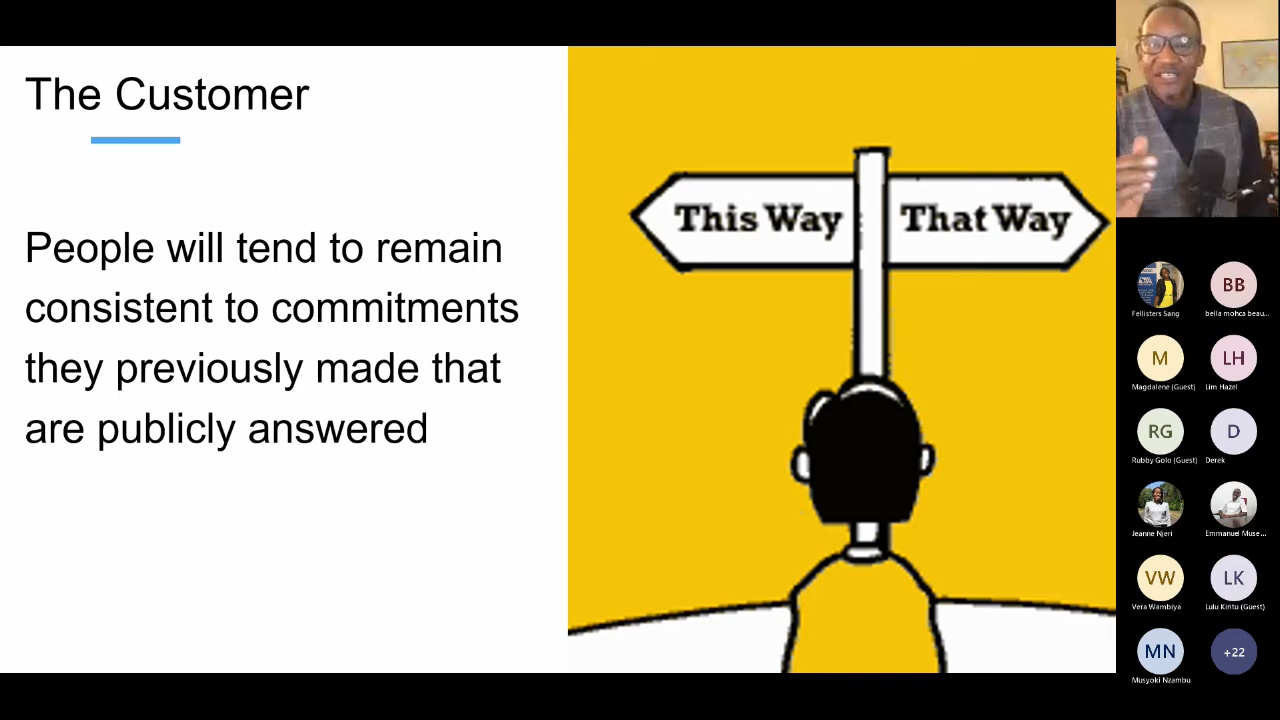 The Customer
People will tend to remain
consistent to commitments
they previously made that
are publicly answered
This Way
That Way
Fellisters Sang
BB
bella mohca beau...
M
Magdalene (Guest)
LH
Lim Hazel
RG
Rubby Golo (Guest)
D
Derek
Jeanne Njeri
Emmanuel Muse...
VW
Vera Wambiya
LK
Lulu Kiritu (Guest)
MN
Musyoki Nzambu
+22